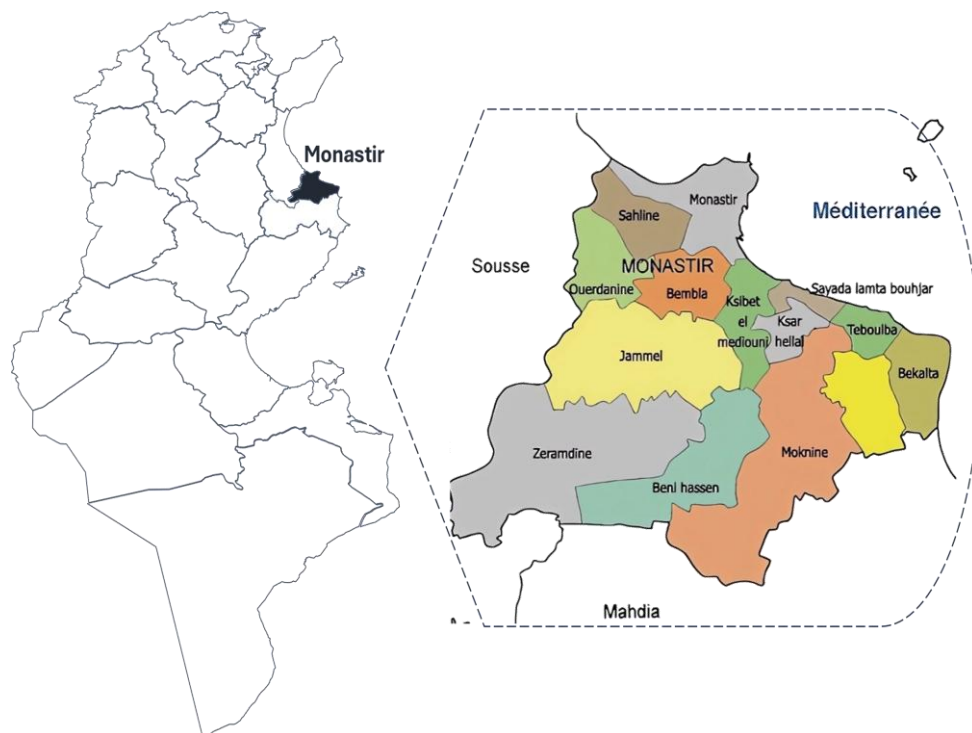 Monastir
Monastir
Méditerranée
Sahline
Sousse
MONASTIR
Ouerdanine
Bembla
Sayada lamta bouhjar
Ksibet
el
mediouni
Ksar
hellal
Teboulba
Jammel
Bekalta
Zeramdine
Moknine
Beni hassen
Mahdia